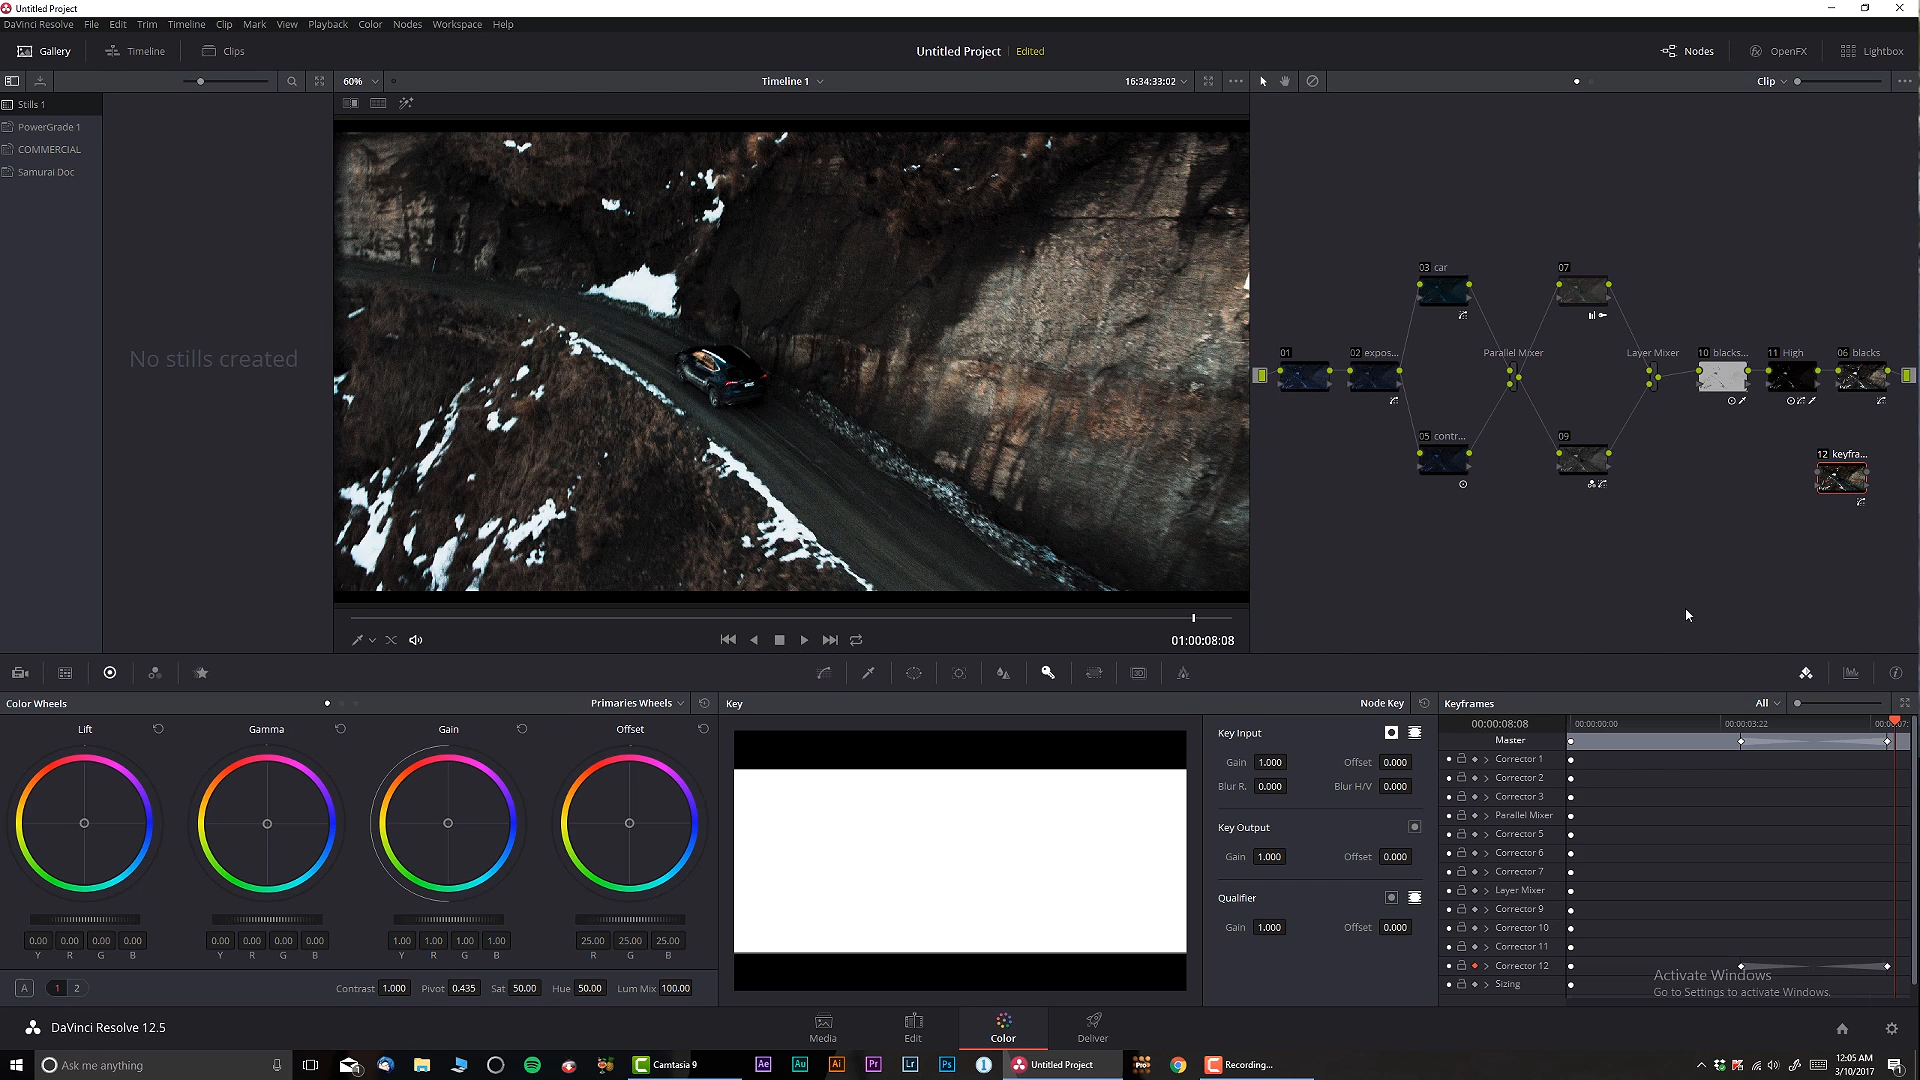 Untitled Project
DaVinci Resolve File Edit Trim Timeline Clip Mark View Playback Color Nodes Workspace Help
Gallery Timeline Clips Untitled Project Edited Nodes OpenFX Lightbox
60% Timeline 1 16:34:33:02 Clip
Stills 1
PowerGrade 1
COMMERCIAL
Samurai Doc
No stills created
03 car 07
01 02 expos... Parallel Mixer Layer Mixer 10 blacks... 11 High 06 blacks
05 contr... 09
12 keyfra...
01:00:08:08
Color Wheels Primaries Wheels Key Node Key Keyframes All
Lift Gamma Gain Offset
Key Input
Gain 1.000 Offset 0.000
Blur R. 0.000 Blur H/V 0.000
Key Output
Gain 1.000 Offset 0.000
Qualifier
Gain 1.000 Offset 0.000
00:00:08:08 00:00:00:00 00:00:03:22
Master
Corrector 1
Corrector 2
Corrector 3
Parallel Mixer
Corrector 5
Corrector 6
Corrector 7
Layer Mixer
Corrector 9
Corrector 10
Corrector 11
Corrector 12
Sizing
0.00 0.00 0.00 0.00 0.00 0.00 0.00 0.00 1.00 1.00 1.00 1.00 25.00 25.00 25.00
Y R G B Y R G B Y R G B R G B
A 1 2 Contrast 1.000 Pivot 0.435 Sat 50.00 Hue 50.00 Lum Mix 100.00
Activate Windows
Go to Settings to activate Windows.
DaVinci Resolve 12.5 Media Edit Color Deliver
Ask me anything Camtasia 9 Ae Au Ai Pr Lr Ps Untitled Project Recording... 12:05 AM
3/10/2017